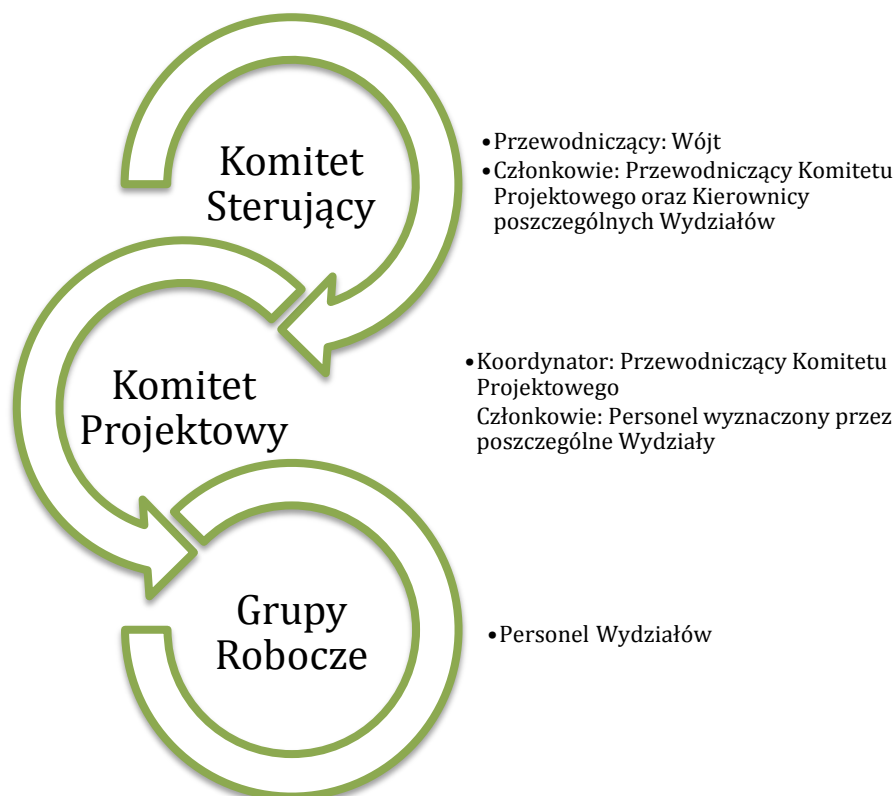 Komitet
Sterujący
•Przewodniczący: Wójt
•Członkowie: Przewodniczący Komitetu
Projektowego oraz Kierownicy
poszczególnych Wydziałów
Komitet
Projektowy
•Koordynator: Przewodniczący Komitetu
Projektowego
Członkowie: Personel wyznaczony przez
poszczególne Wydziały
Grupy
Robocze
•Personel Wydziałów